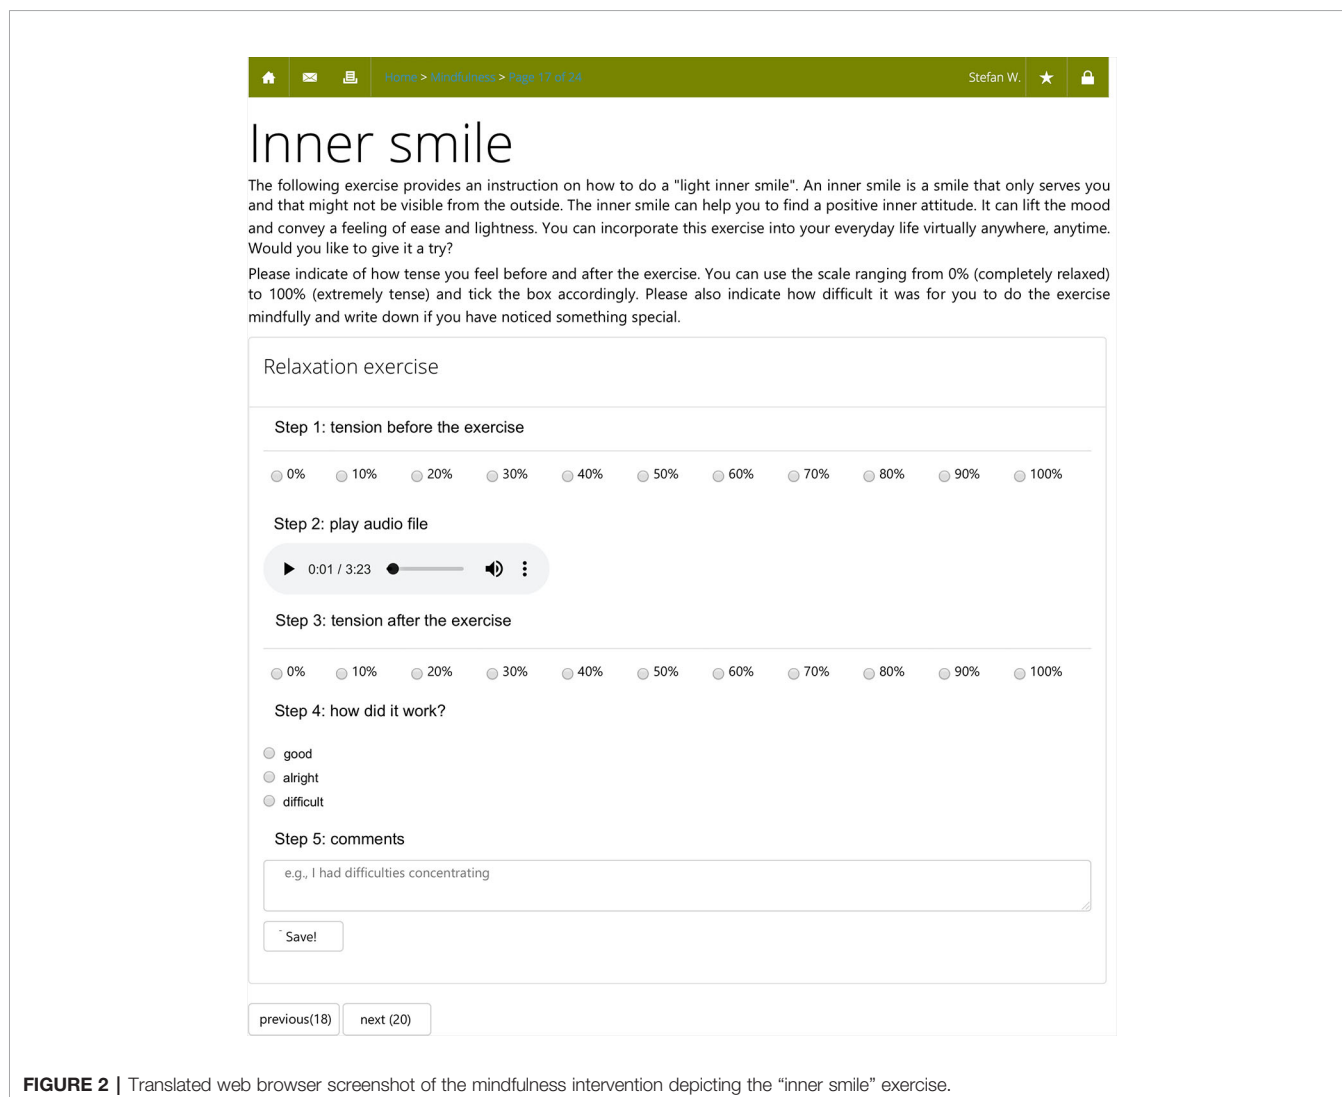 Home > Mindfulness > Page 17 of 24 Stefan W.
Inner smile
The following exercise provides an instruction on how to do a "light inner smile". An inner smile is a smile that only serves you
and that might not be visible from the outside. The inner smile can help you to find a positive inner attitude. It can lift the mood
and convey a feeling of ease and lightness. You can incorporate this exercise into your everyday life virtually anywhere, anytime.
Would you like to give it a try?
Please indicate of how tense you feel before and after the exercise. You can use the scale ranging from 0% (completely relaxed)
to 100% (extremely tense) and tick the box accordingly. Please also indicate how difficult it was for you to do the exercise
mindfully and write down if you have noticed something special.
Relaxation exercise
Step 1: tension before the exercise
0% 10% 20% 30% 40% 50% 60% 70% 80% 90% 100%
Step 2: play audio file
0:01 / 3:23
Step 3: tension after the exercise
0% 10% 20% 30% 40% 50% 60% 70% 80% 90% 100%
Step 4: how did it work?
good
alright
difficult
Step 5: comments
e.g., I had difficulties concentrating
Save!
previous(18) next (20)
FIGURE 2 | Translated web browser screenshot of the mindfulness intervention depicting the “inner smile” exercise.